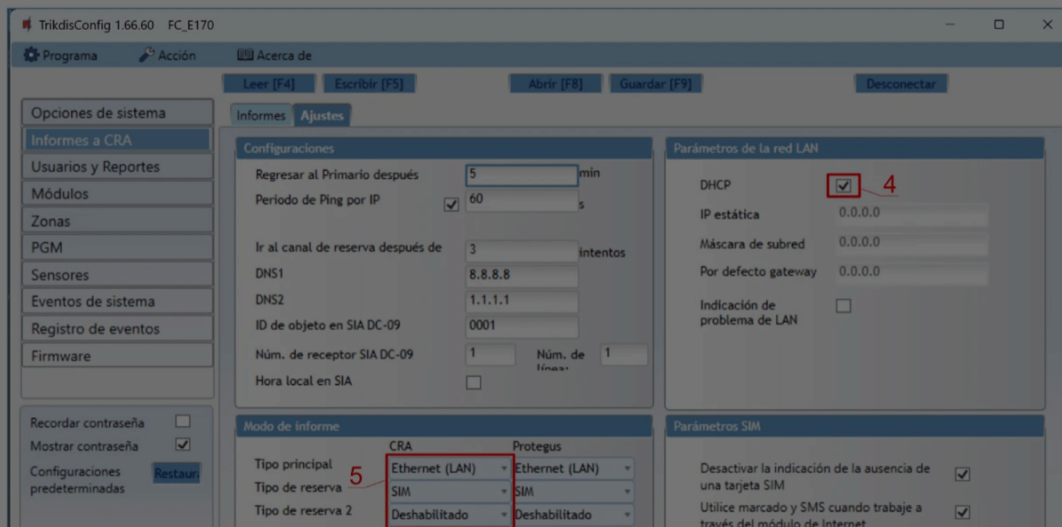 TrikdisConfig 1.66.60 FC_E170
Programa Acción Acerca de
Leer [F4] Escribir [F5] Abrir [F8] Guardar [F9] Desconectar
Opciones de sistema
Informes a CRA
Usuarios y Reportes
Módulos
Zonas
PGM
Sensores
Eventos de sistema
Registro de eventos
Firmware
Recordar contraseña
Mostrar contraseña
Configuraciones
predeterminadas
Restaur
Informes Ajustes
Configuraciones
Regresar al Primario después 5 min
Periodo de Ping por IP 60 s
Ir al canal de reserva después de 3 intentos
DNS1 8.8.8.8
DNS2 1.1.1.1
ID de objeto en SIA DC-09 0001
Núm. de receptor SIA DC-09 1 Núm. de 1
línea:
Hora local en SIA
Parámetros de la red LAN
DHCP 4
IP estática 0.0.0.0
Máscara de subred 0.0.0.0
Por defecto gateway 0.0.0.0
Indicación de
problema de LAN
Modo de informe
CRA Protegus
Tipo principal Ethernet (LAN) Ethernet (LAN)
Tipo de reserva 5 SIM SIM
Tipo de reserva 2 Deshabilitado Deshabilitado
Parámetros SIM
Desactivar la indicación de la ausencia de
una tarjeta SIM
Utilice marcado y SMS cuando trabaje a
través del módulo de Internet